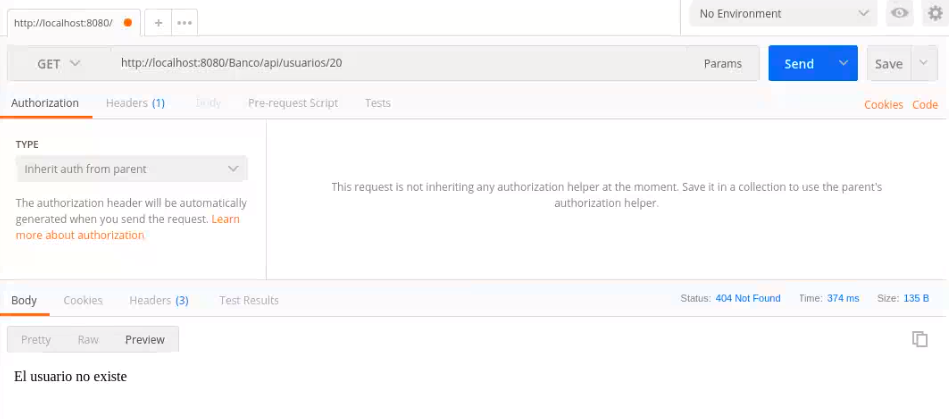 http://localhost:8080/
+
•••
No Environment
GET
http://localhost:8080/Banco/api/usuarios/20
Params
Send
Save
Authorization
Headers (1)
Body
Pre-request Script
Tests
Cookies
Code
TYPE
Inherit auth from parent
The authorization header will be automatically
generated when you send the request. Learn
more about authorization
This request is not inheriting any authorization helper at the moment. Save it in a collection to use the parent's
authorization helper.
Body
Cookies
Headers (3)
Test Results
Status: 404 Not Found
Time: 374 ms
Size: 135 B
Pretty
Raw
Preview
El usuario no existe